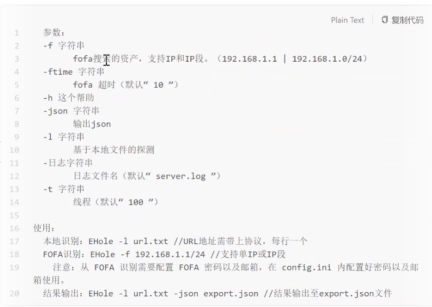 Plain Text 复制代码
1 参数：
2 -f 字符串
3 fofa搜索的资产，支持IP和IP段。（192.168.1.1 | 192.168.1.0/24）
4 -ftime 字符串
5 fofa 超时（默认“ 10 ”）
6 -h 这个帮助
7 -json 字符串
8 输出json
9 -l 字符串
10 基于本地文件的探测
11 -日志字符串
12 日志文件名（默认“ server.log ”）
13 -t 字符串
14 线程（默认“ 100 ”）
15
16 使用：
17 本地识别：EHole -l url.txt //URL地址需带上协议，每行一个
18 FOFA识别：EHole -f 192.168.1.1/24 //支持单IP或IP段
19 注意：从 FOFA 识别需要配置 FOFA 密码以及邮箱，在 config.ini 内配置好密码以及邮
箱使用。
20 结果输出：EHole -l url.txt -json export.json //结果输出至export.json文件